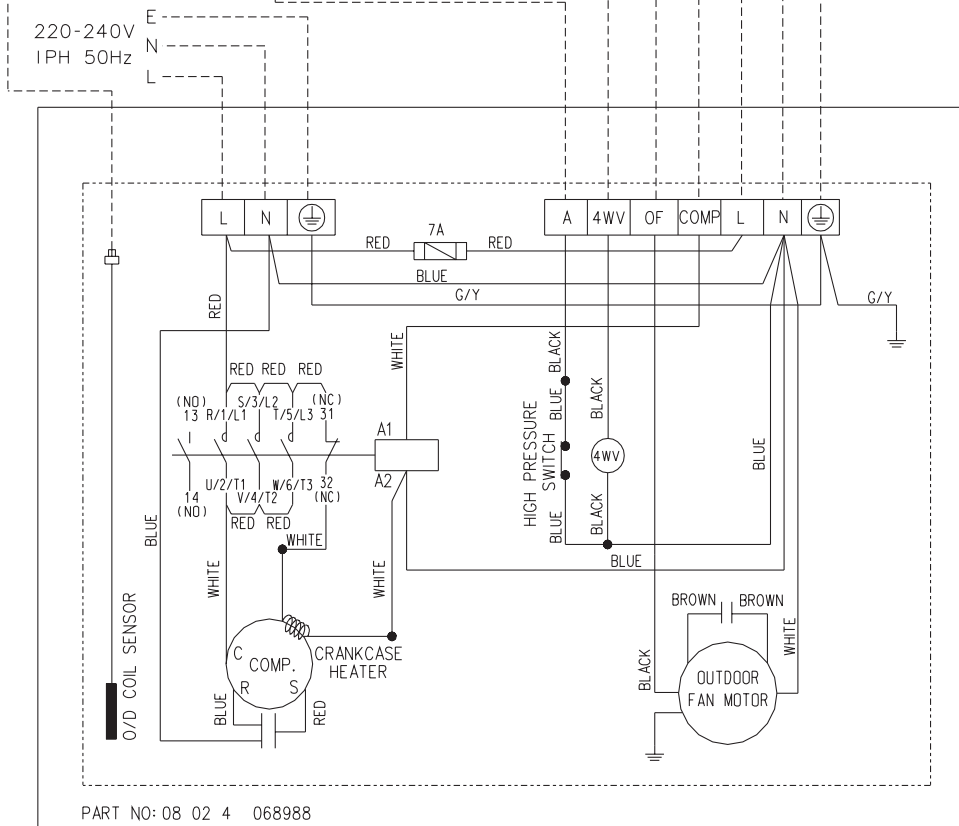 E
220-240V
N
1PH 50Hz
L
L N
A 4WV OF COMP L N
7A
RED RED
BLUE
G/Y
G/Y
RED
WHITE
BLACK
BLUE
BLACK
RED RED RED
(NO) S/3/L2 (NC)
13 R/1/L1 T/5/L3 31
A1
A2
HIGH PRESSURE
SWITCH
4WV
BLUE
U/2/T1 W/6/T3 32
14 V/4/T2 (NC)
(NO)
RED RED
BLUE
WHITE
WHITE
WHITE
BLUE
BLACK
BLUE
O/D COIL SENSOR
C
COMP.
R S
CRANKCASE
HEATER
BLUE
RED
BROWN BROWN
WHITE
BLACK
OUTDOOR
FAN MOTOR
PART NO: 08 02 4 068988